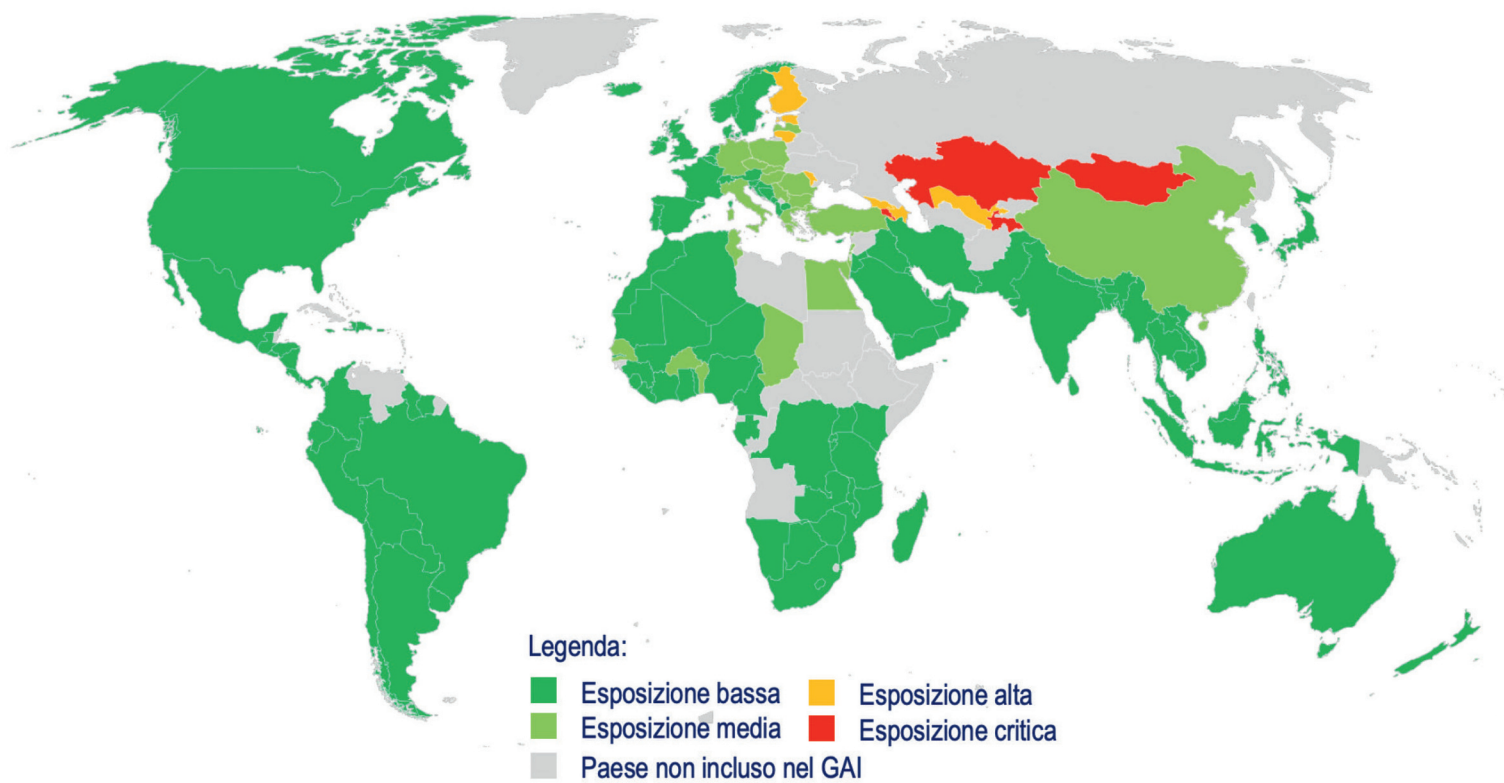 Legenda:
Esposizione bassa
Esposizione alta
Esposizione media
Esposizione critica
Paese non incluso nel GAI